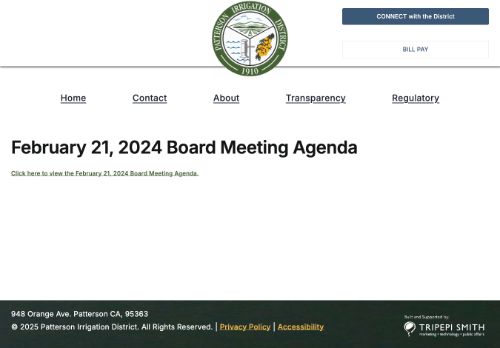 PATTERSON IRRIGATION DISTRICT
1910
CONNECT with the District
BILL PAY
Home Contact About Transparency Regulatory
February 21, 2024 Board Meeting Agenda
Click here to view the February 21, 2024 Board Meeting Agenda.
948 Orange Ave. Patterson CA, 95363
© 2025 Patterson Irrigation District. All Rights Reserved. | Privacy Policy | Accessibility
Built and Supported by:
TRIPEPI SMITH
marketing • technology • public affairs